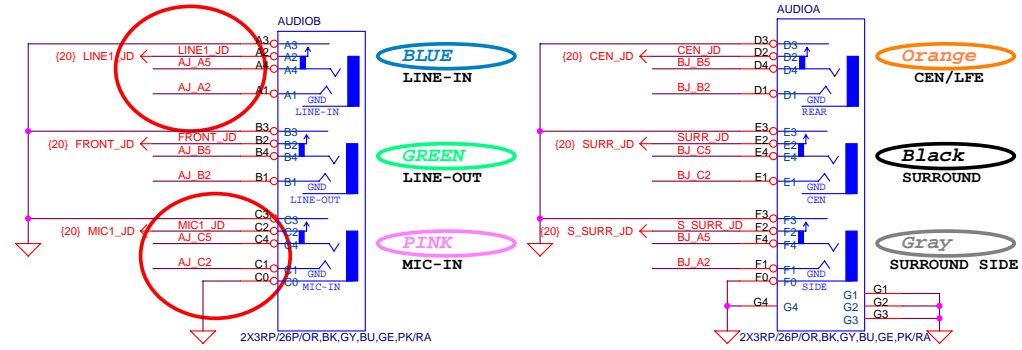 AUDIOB
A3 A3
{20} LINE1_JD LINE1_JD A2 A2
AJ_A5 A4 A4
AJ_A2 A1 A1
GND
LINE-IN
BLUE
LINE-IN
B3 B3
{20} FRONT_JD FRONT_JD B2 B2
AJ_B5 B4 B4
AJ_B2 B1 B1
GND
LINE-OUT
GREEN
LINE-OUT
C3 C3
{20} MIC1_JD MIC1_JD C2 C2
AJ_C5 C4 C4
AJ_C2 C1 C1
GND
C0 C0
MIC-IN
PINK
MIC-IN
2X3RP/26P/OR,BK,GY,BU,GE,PK/RA
AUDIOA
D3 D3
{20} CEN_JD CEN_JD D2 D2
BJ_B5 D4 D4
BJ_B2 D1 D1
GND
REAR
Orange
CEN/LFE
E3 E3
{20} SURR_JD SURR_JD E2 E2
BJ_C5 E4 E4
BJ_C2 E1 E1
GND
CEN
Black
SURROUND
F3 F3
{20} S_SURR_JD S_SURR_JD F2 F2
BJ_A5 F4 F4
BJ_A2 F1 F1
GND
F0 F0
SIDE
Gray
SURROUND SIDE
G4 G4
G1 G1
G2 G2
G3 G3
2X3RP/26P/OR,BK,GY,BU,GE,PK/RA